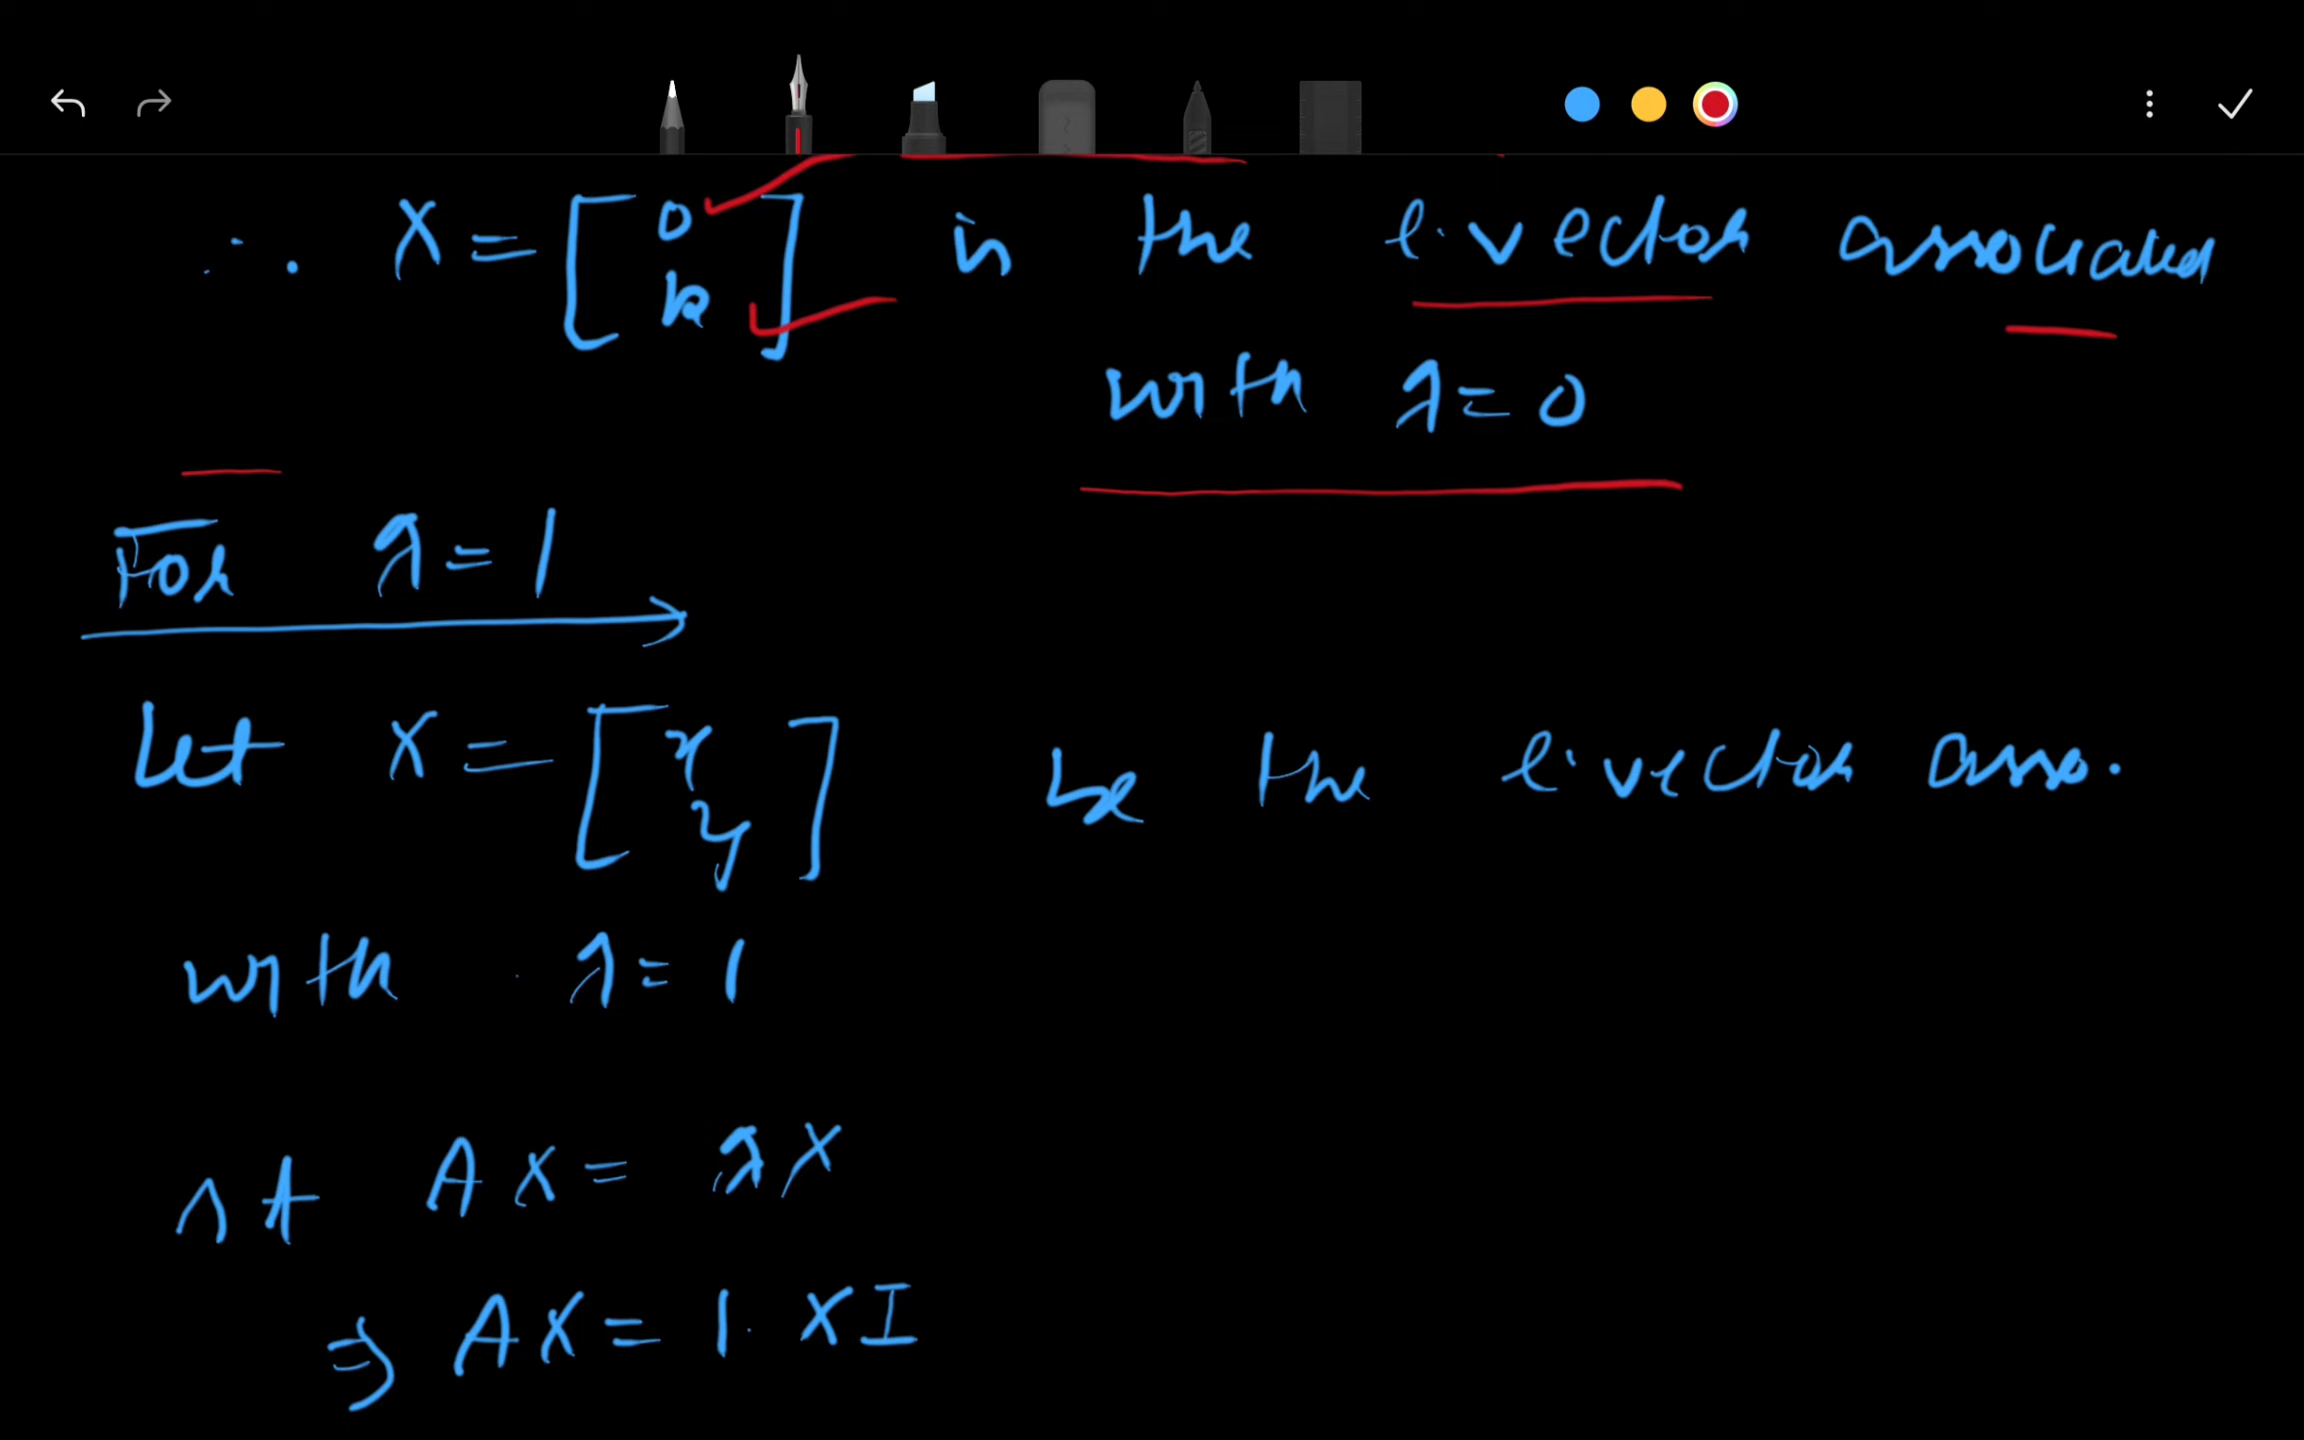 ∴ X = [0 k] is the e. vector associated
with λ = 0
For λ = 1
Let X = [x y] be the e. vector asso.
with λ = 1
st AX = λX
⇒ AX = 1. XI